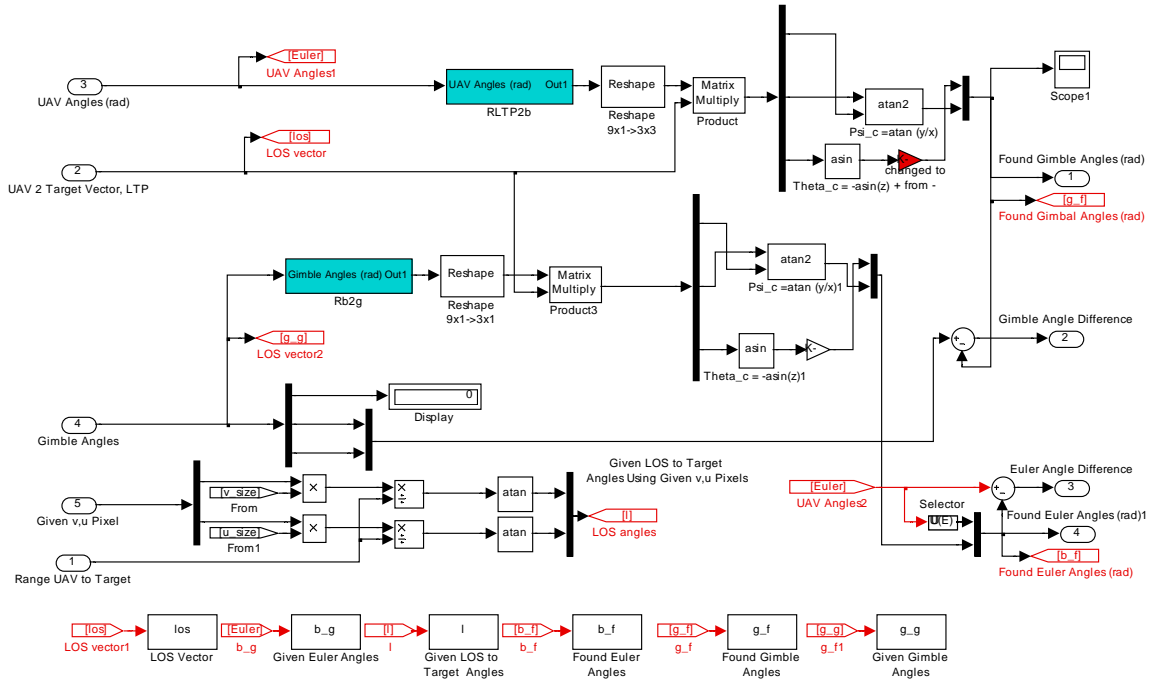 [Euler]
UAV Angles1
3
UAV Angles (rad)
UAV Angles (rad) Out1
RLTP2b
Reshape
Reshape
9x1->3x3
Matrix
Multiply
Product
atan2
Psi_c =atan (y/x)
asin
K-
changed to
Theta_c = -asin(z) + from -
Scope1
Found Gimble Angles (rad)
1
[g_f]
Found Gimbal Angles (rad)
[los]
LOS vector
2
UAV 2 Target Vector, LTP
Gimble Angles (rad) Out1
Rb2g
Reshape
Reshape
9x1->3x1
Matrix
Multiply
Product3
atan2
Psi_c =atan (y/x)1
asin
K-
Theta_c = -asin(z)1
Gimble Angle Difference
2
+
−
[g_g]
LOS vector2
0
Display
4
Gimble Angles
5
Given v,u Pixel
[v_size]
From
[u_size]
From1
×
×
×
÷
×
÷
atan
atan
Given LOS to Target
Angles Using Given v,u Pixels
[l]
LOS angles
1
Range UAV to Target
[Euler]
UAV Angles2
Selector
U(E)
+
−
Euler Angle Difference
3
Found Euler Angles (rad)1
4
[b_f]
Found Euler Angles (rad)
[los]
LOS vector1
los
LOS Vector
[Euler]
b_g
b_g
Given Euler Angles
[l]
l
l
Given LOS to
Target Angles
[b_f]
b_f
b_f
Found Euler
Angles
[g_f]
g_f
g_f
Found Gimble
Angles
[g_g]
g_f1
g_g
Given Gimble
Angles